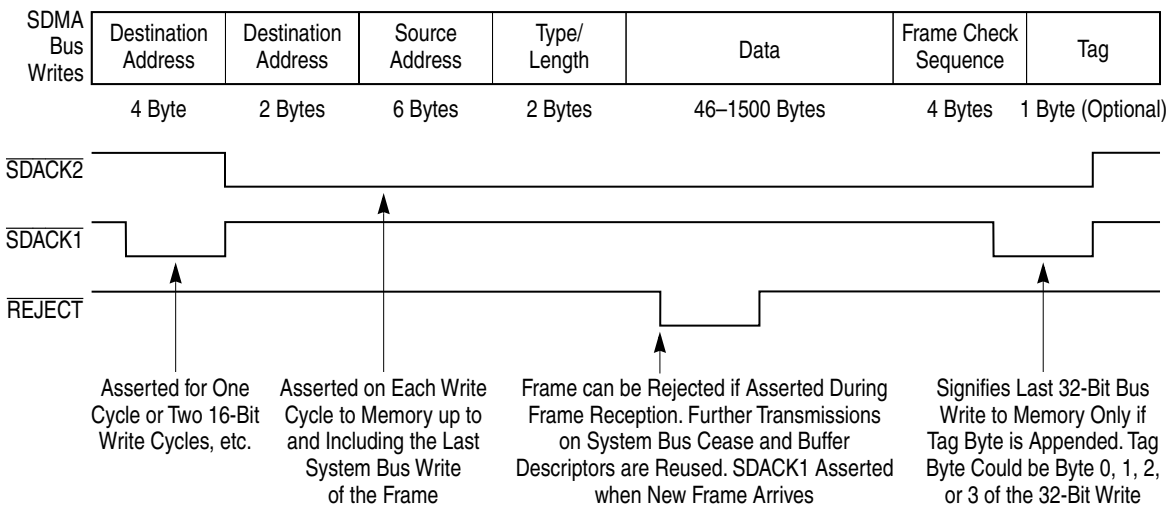 SDMA
Bus
Writes
Destination
Address
Destination
Address
Source
Address
Type/
Length
Data
Frame Check
Sequence
Tag
4 Byte
2 Bytes
6 Bytes
2 Bytes
46–1500 Bytes
4 Bytes
1 Byte (Optional)
SDACK2
SDACK1
REJECT
Asserted for One
Cycle or Two 16-Bit
Write Cycles, etc.
Asserted on Each Write
Cycle to Memory up to
and Including the Last
System Bus Write
of the Frame
Frame can be Rejected if Asserted During
Frame Reception. Further Transmissions
on System Bus Cease and Buffer
Descriptors are Reused. SDACK1 Asserted
when New Frame Arrives
Signifies Last 32-Bit Bus
Write to Memory Only if
Tag Byte is Appended. Tag
Byte Could be Byte 0, 1, 2,
or 3 of the 32-Bit Write